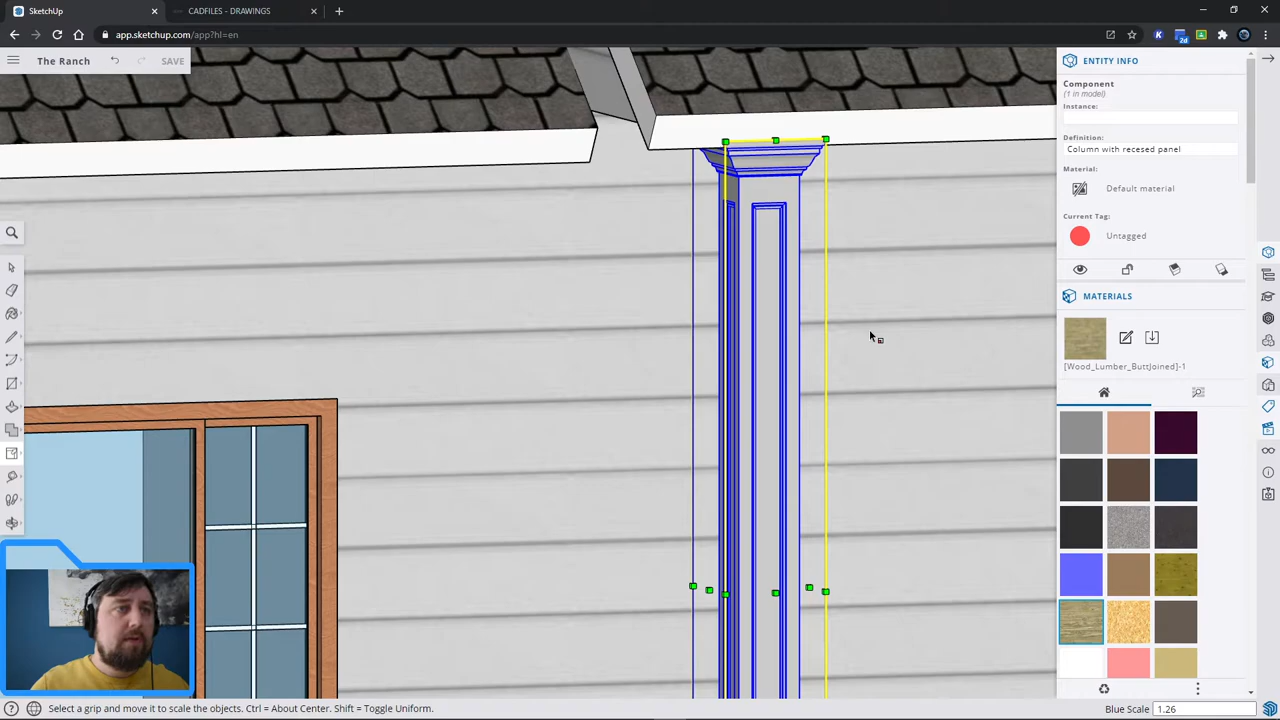 SketchUp
CADFILES - DRAWINGS
app.sketchup.com/app?hl=en
2d
The Ranch
SAVE
ENTITY INFO
Component
(1 in model)
Instance:
Definition:
Column with recesed panel
Material:
Default material
Current Tag:
Untagged
MATERIALS
[Wood_Lumber_ButtJoined]-1
Select a grip and move it to scale the objects. Ctrl = About Center. Shift = Toggle Uniform.
Blue Scale
1.26